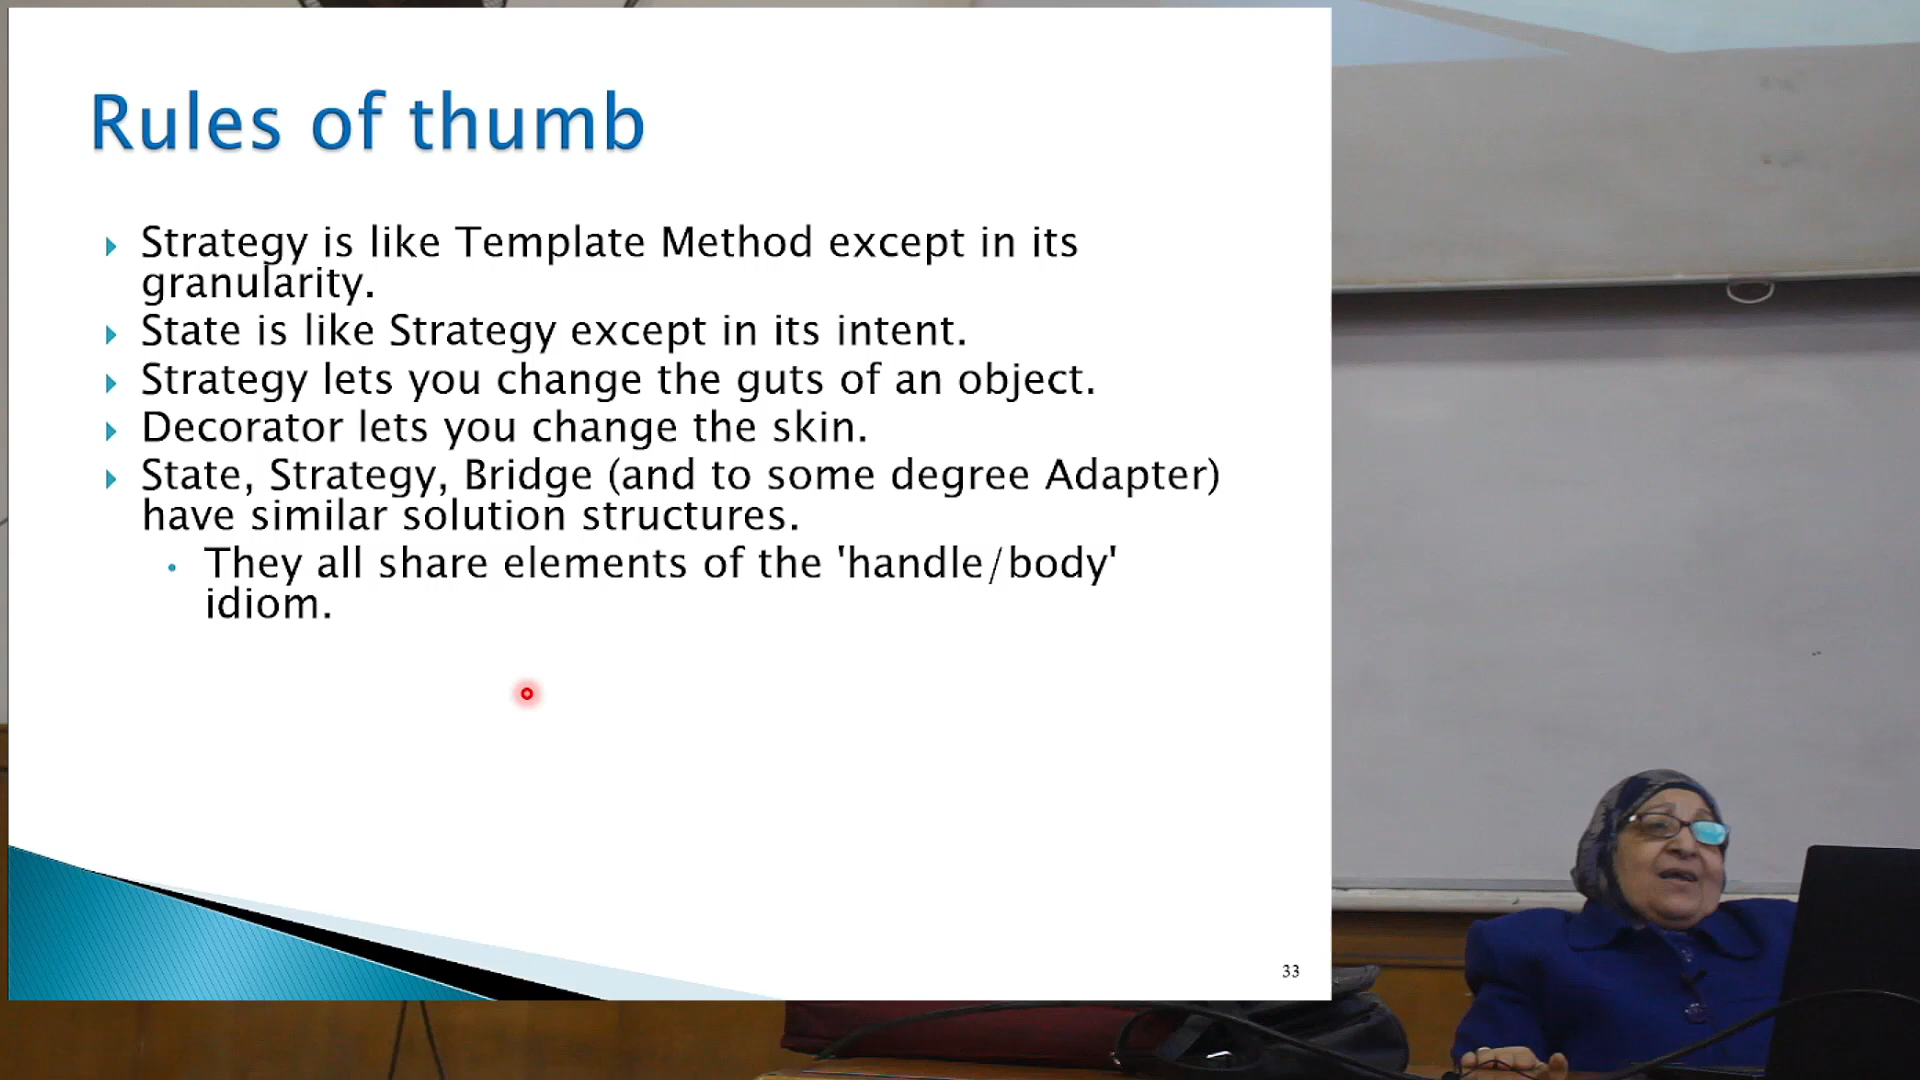 Rules of thumb
Strategy is like Template Method except in its
granularity.
State is like Strategy except in its intent.
Strategy lets you change the guts of an object.
Decorator lets you change the skin.
State, Strategy, Bridge (and to some degree Adapter)
have similar solution structures.
They all share elements of the 'handle/body'
idiom.
33